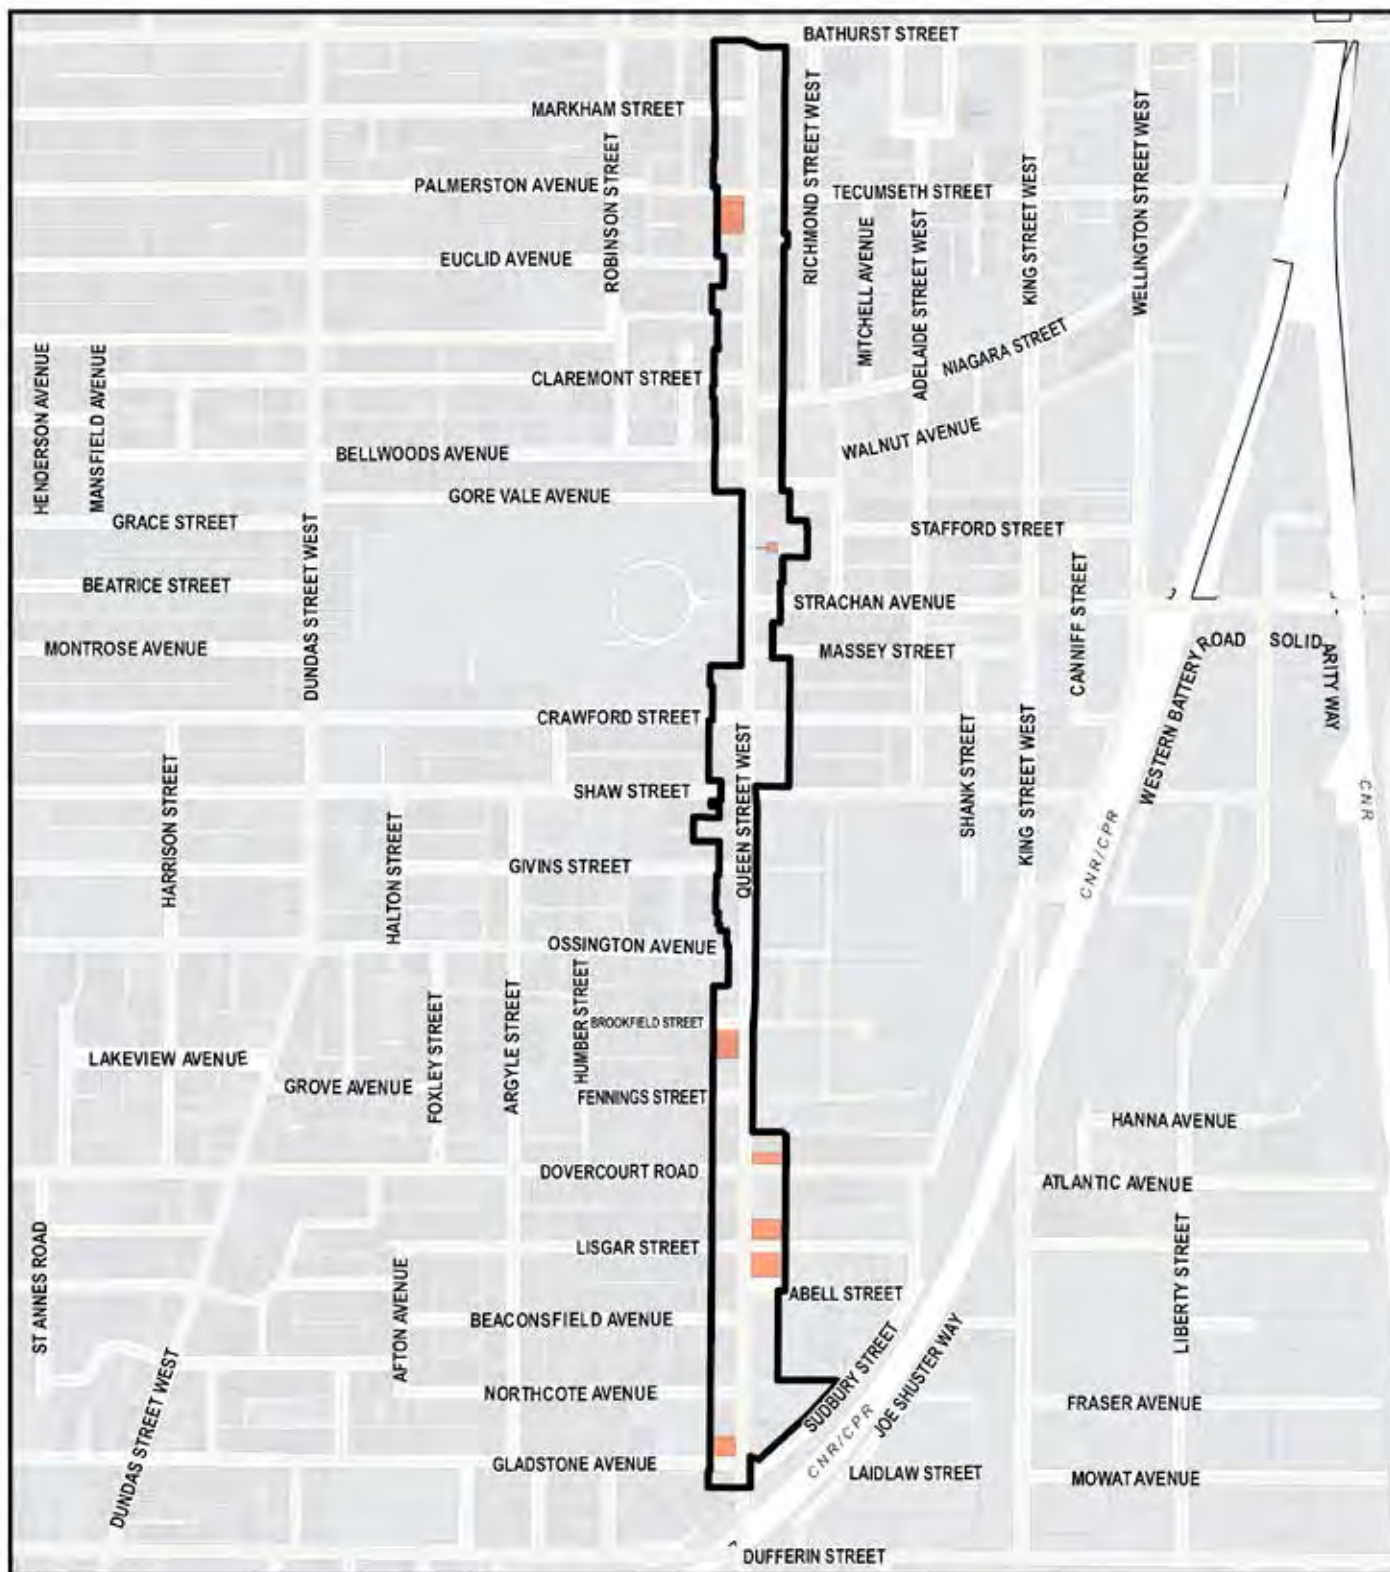 BATHURST STREET
MARKHAM STREET
RICHMOND STREET WEST
WELLINGTON STREET WEST
ROBINSON STREET
PALMERSTON AVENUE
TECUMSETH STREET
KING STREET WEST
MITCHELL AVENUE
ADELAIDE STREET WEST
EUCLID AVENUE
NIAGARA STREET
HENDERSON AVENUE
MANSFIELD AVENUE
CLAREMONT STREET
WALNUT AVENUE
BELLWOODS AVENUE
GORE VALE AVENUE
GRACE STREET
DUNDAS STREET WEST
STAFFORD STREET
CANNIFF STREET
BEATRICE STREET
STRACHAN AVENUE
MONTROSE AVENUE
MASSEY STREET
WESTERN BATTERY ROAD
SOLID
ARITY WAY
CRAWFORD STREET
QUEEN STREET WEST
SHANK STREET
KING STREET WEST
HARRISON STREET
SHAW STREET
CNR
HALTON STREET
CNR/CPR
GIVINS STREET
OSSINGTON AVENUE
HUMBER STREET
FOXLEY STREET
ARGYLE STREET
BROOKFIELD STREET
LAKEVIEW AVENUE
GROVE AVENUE
FENNINGS STREET
HANNA AVENUE
DOVERCOURT ROAD
ATLANTIC AVENUE
ST ANNES ROAD
LISGAR STREET
LIBERTY STREET
AFTON AVENUE
ABELL STREET
BEACONSFIELD AVENUE
SUDBURY STREET
JOE SHUSTER WAY
DUNDAS STREET WEST
NORTHCOTE AVENUE
FRASER AVENUE
CNR/CPR
GLADSTONE AVENUE
LAIDLAW STREET
MOWAT AVENUE
DUFFERIN STREET